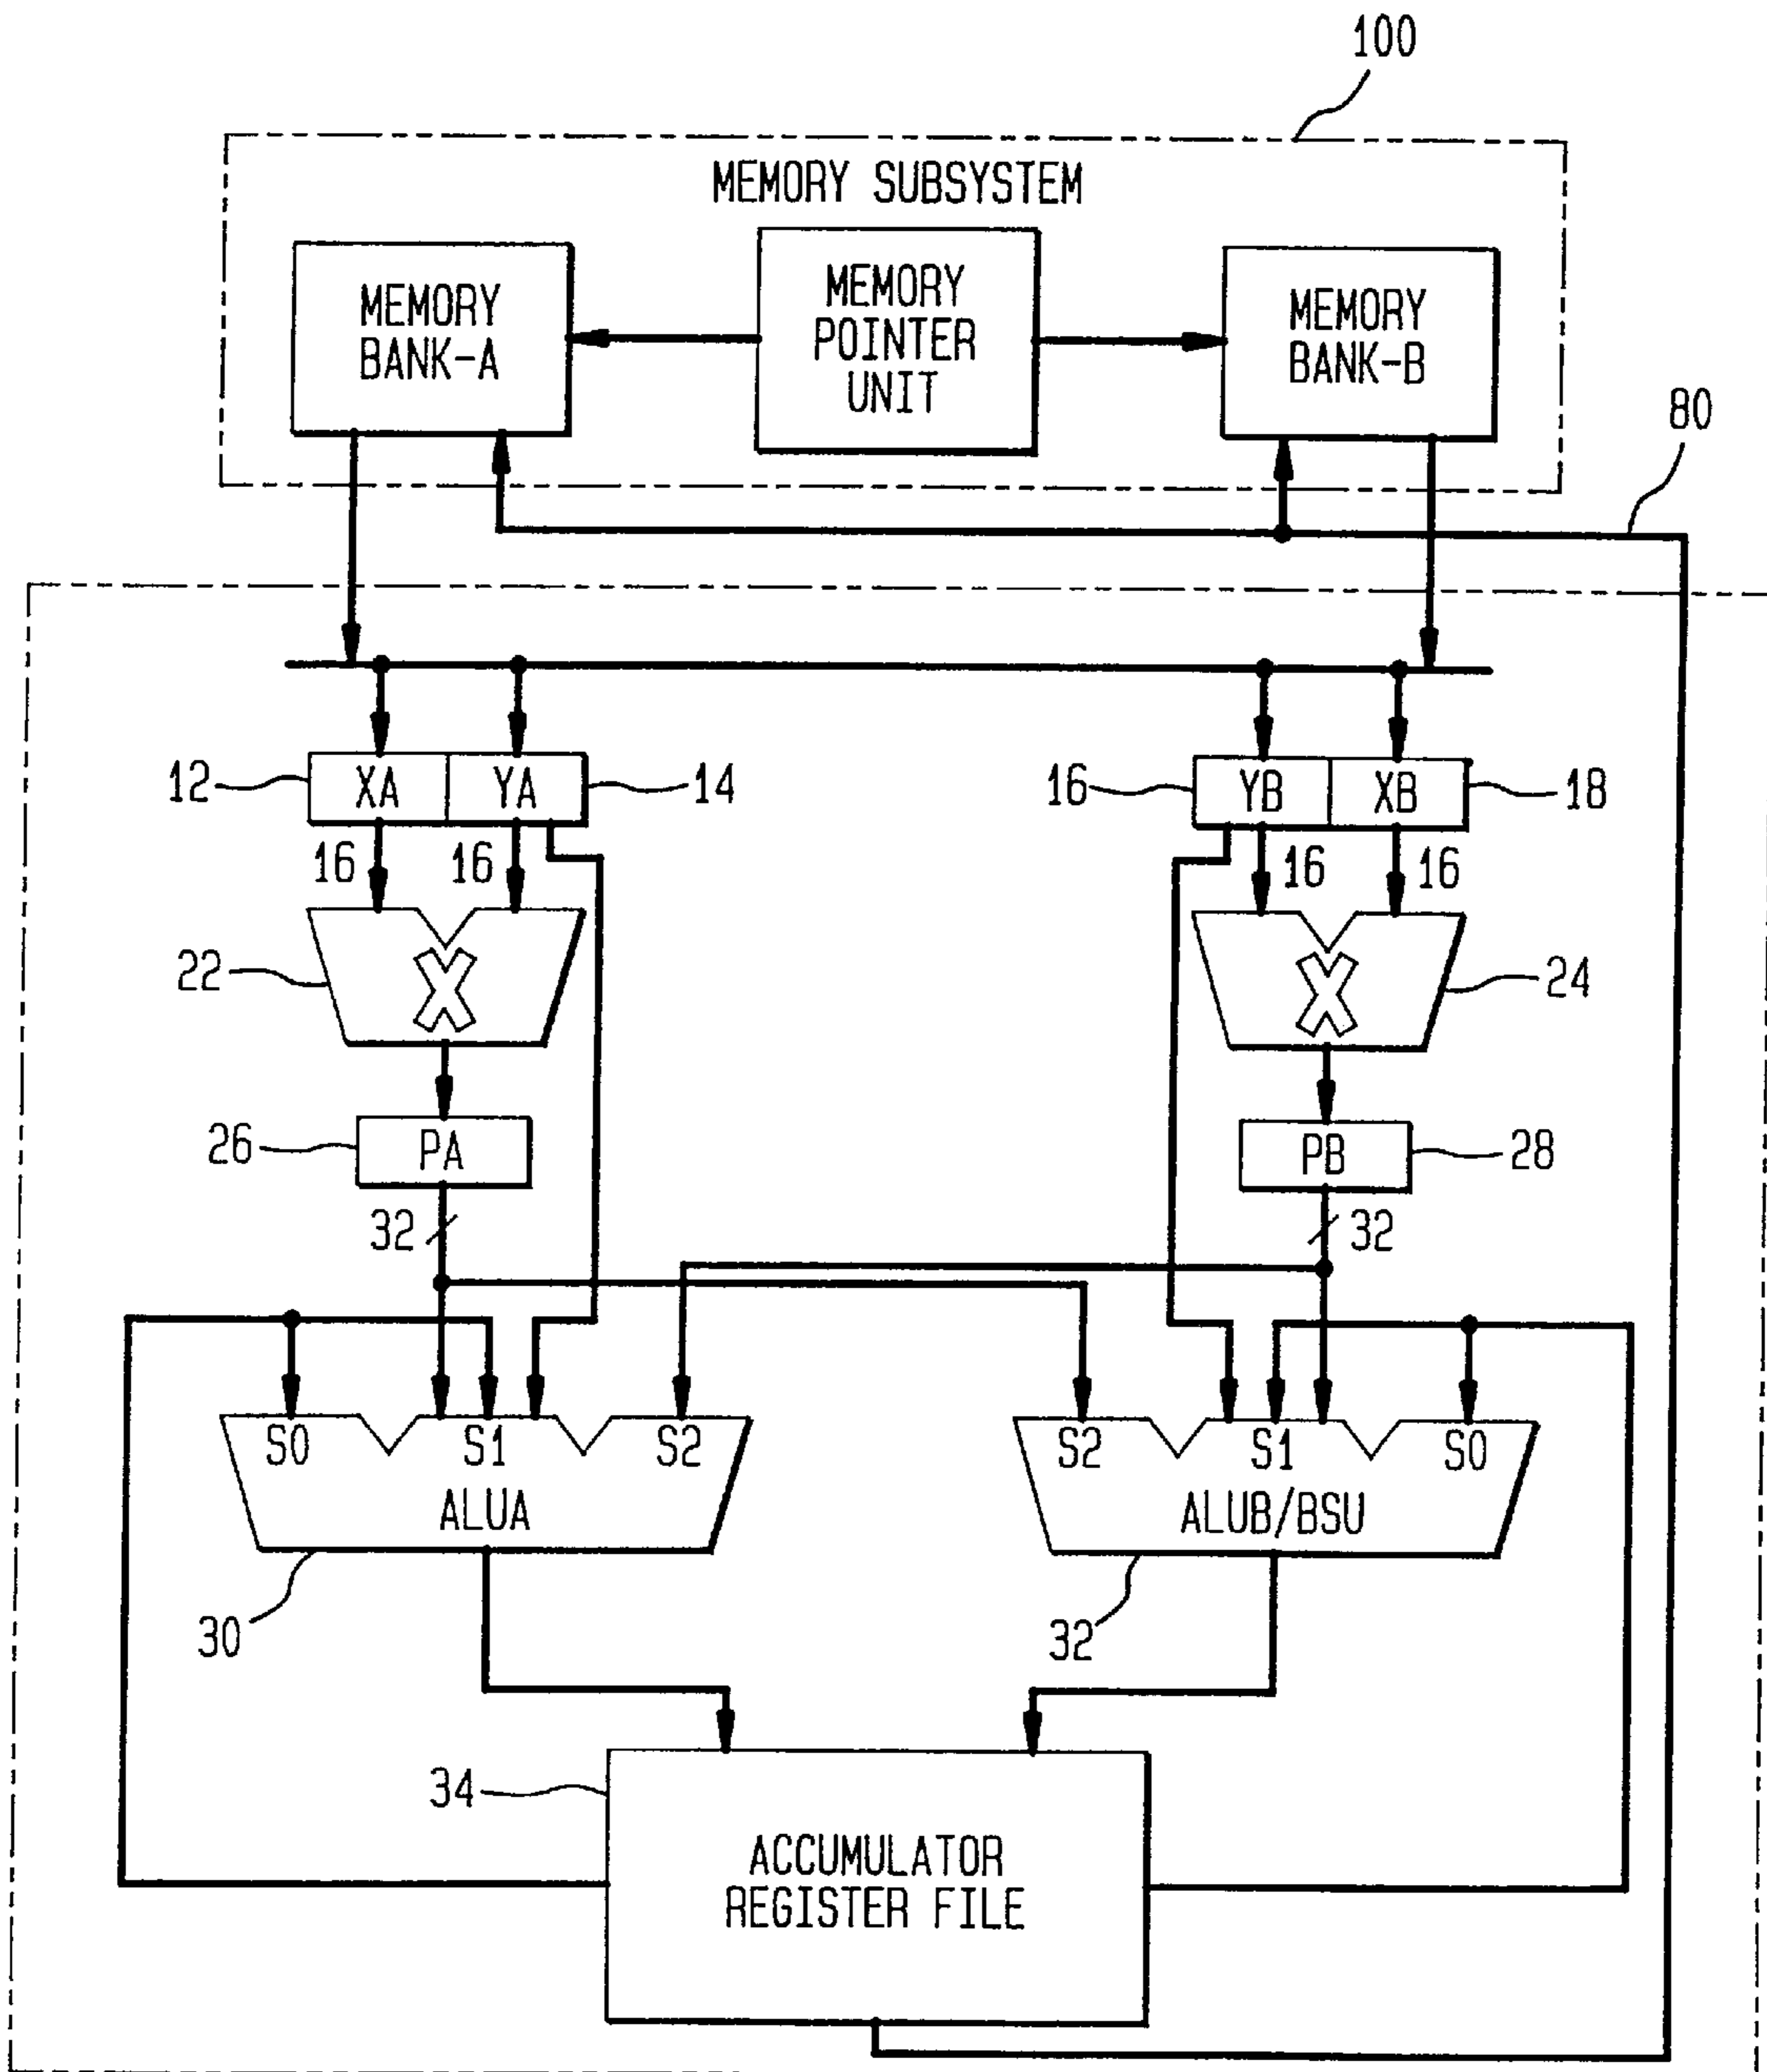 100
MEMORY SUBSYSTEM
MEMORY
BANK-A
MEMORY
POINTER
UNIT
MEMORY
BANK-B
80
12
XA
YA
14
16
YB
XB
18
16
16
16
16
22
X
X
24
26
PA
PB
28
32
32
S0
S1
S2
ALUA
S2
S1
S0
ALUB/BSU
30
32
34
ACCUMULATOR
REGISTER FILE